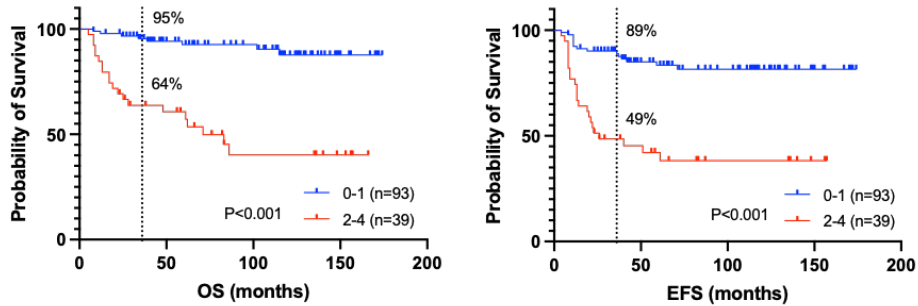 Probability of Survival
100
50
0
0
50
100
150
200
OS (months)
95%
64%
P<0.001
0-1 (n=93)
2-4 (n=39)
Probability of Survival
100
50
0
0
50
100
150
200
EFS (months)
89%
49%
P<0.001
0-1 (n=93)
2-4 (n=39)